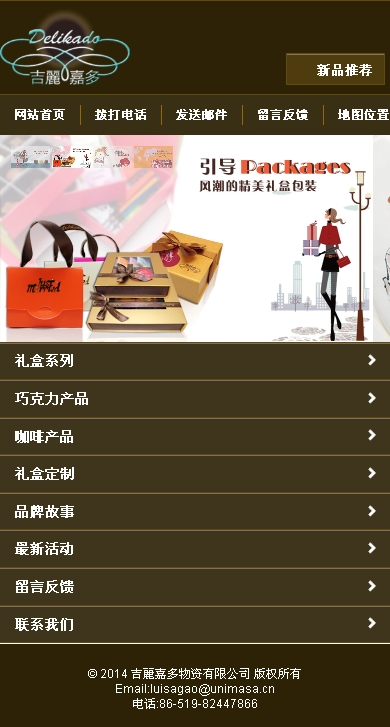 Delikado
吉麗嘉多
新品推荐
网站首页
拨打电话
发送邮件
留言反馈
地图位置
引导 Packages
风潮的精美礼盒包装
礼盒系列
巧克力产品
咖啡产品
礼盒定制
品牌故事
最新活动
留言反馈
联系我们
© 2014 吉麗嘉多物资有限公司 版权所有
Email:luisagao@unimasa.cn
电话:86-519-82447866